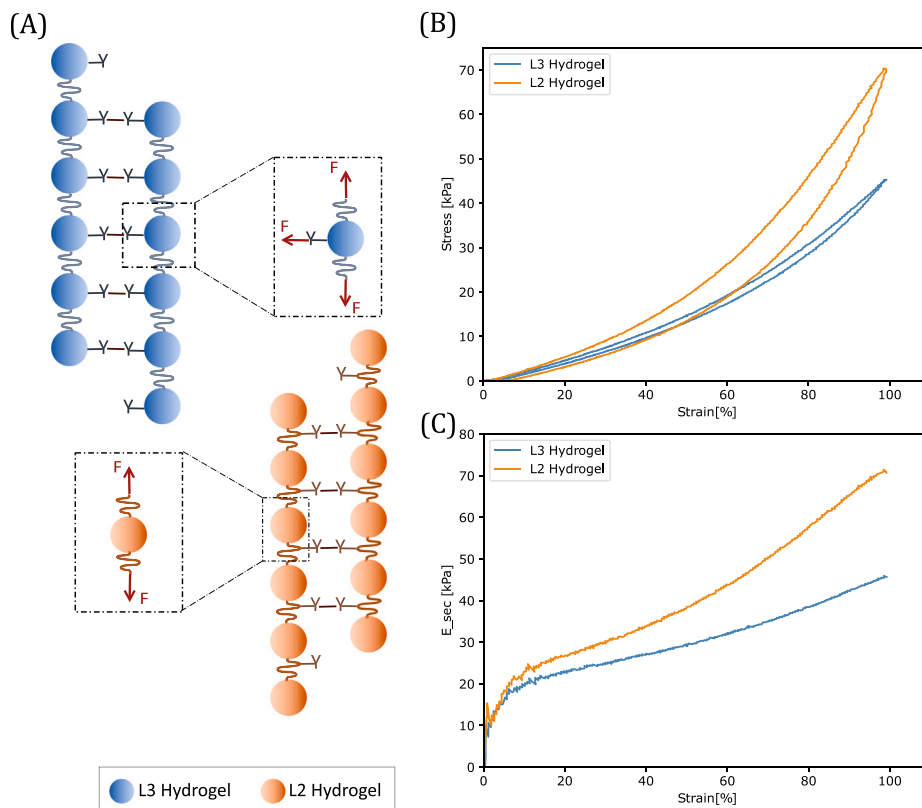 (A)
Y
Y Y
Y Y
Y Y
Y Y
Y Y
Y
F
F Y
F
Y
Y Y
Y Y
Y Y
Y Y
Y
F
F
L3 Hydrogel L2 Hydrogel
(B)
L3 Hydrogel
L2 Hydrogel
Stress [kPa]
70
60
50
40
30
20
10
0
0 20 40 60 80 100
Strain[%]
(C)
L3 Hydrogel
L2 Hydrogel
E_sec [kPa]
80
70
60
50
40
30
20
10
0
0 20 40 60 80 100
Strain[%]